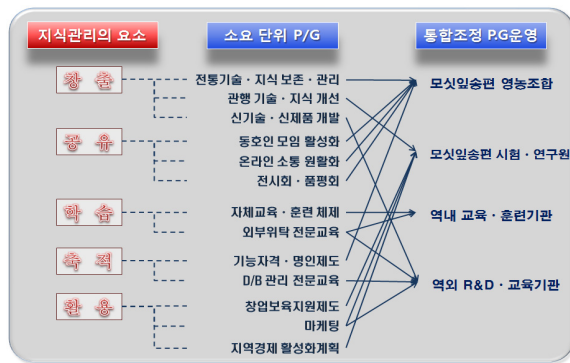 지식관리의 요소
소요 단위 P/G
통합조정 P.G운영
창 출
전통기술·지식 보존·관리
관행 기술·지식 개선
신기술·신제품 개발
공 유
동호인 모임 활성화
온라인 소통 원활화
전시회·품평회
학 습
자체교육·훈련 체제
외부위탁 전문교육
축 적
기능자격·명인제도
D/B 관리 전문교육
활 용
창업보육지원제도
마케팅
지역경제 활성화계획
모싯잎송편 영농조합
모싯잎송편 시험·연구원
역내 교육·훈련기관
역외 R&D·교육기관